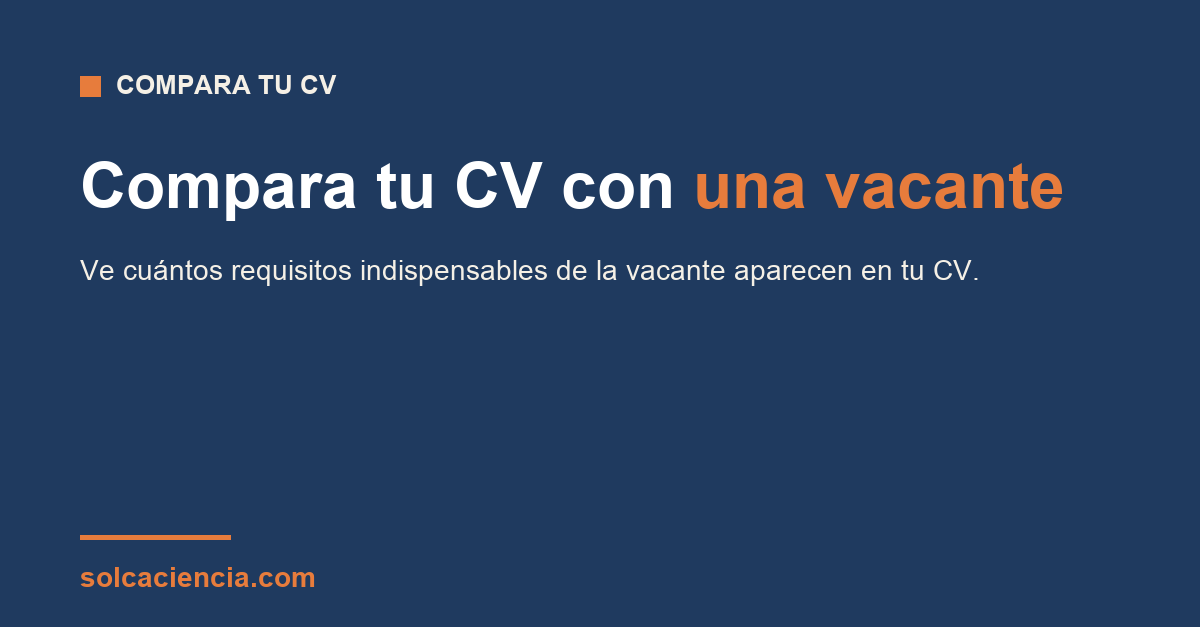 COMPARA TU CV
Compara tu CV con una vacante
Ve cuántos requisitos indispensables de la vacante aparecen en tu CV.
solcaciencia.com